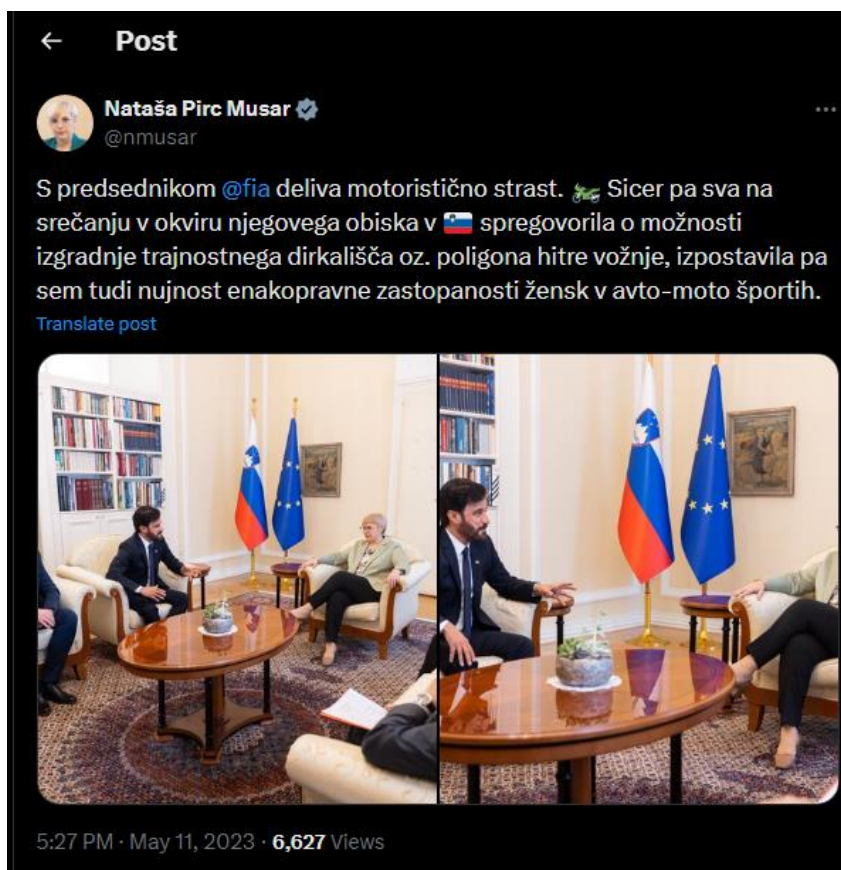 Post
Nataša Pirc Musar
@nmusar
S predsednikom @fia deliva motoristično strast. 🏍 Sicer pa sva na
srečanju v okviru njegovega obiska v 🇸🇮 spregovorila o možnosti
izgradnje trajnostnega dirkališča oz. poligona hitre vožnje, izpostavila pa
sem tudi nujnost enakopravne zastopanosti žensk v avto-moto športih.
Translate post
5:27 PM · May 11, 2023 · 6,627 Views